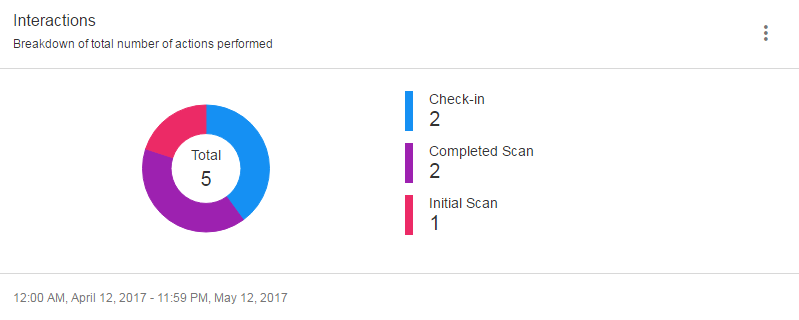 Interactions
Breakdown of total number of actions performed
Total
5
Check-in
2
Completed Scan
2
Initial Scan
1
12:00 AM, April 12, 2017 - 11:59 PM, May 12, 2017